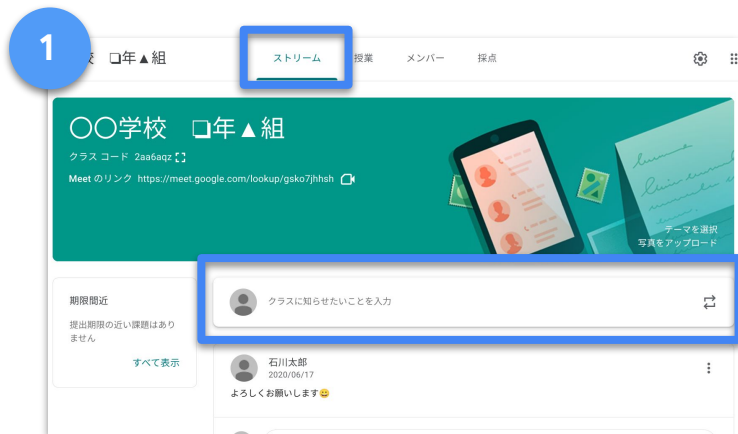 1
校 ❏年▲組
ストリーム 授業 メンバー 採点
〇〇学校 ❏年▲組
クラス コード 2aa6aqz
Meet のリンク https://meet.google.com/lookup/gsko7jhhsh
テーマを選択
写真をアップロード
期限間近
提出期限の近い課題はあり
ません
すべて表示
クラスに知らせたいことを入力
石川太郎
2020/06/17
よろしくお願いします😀